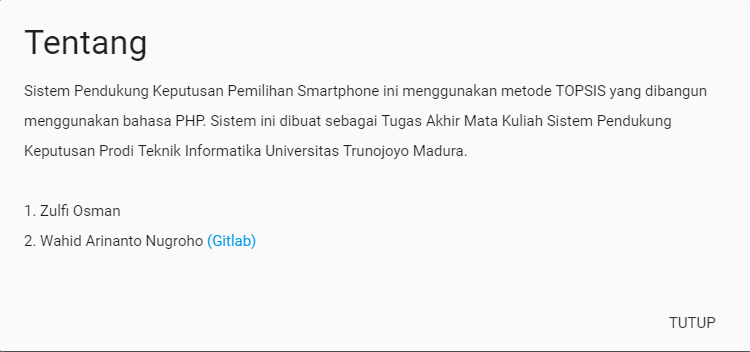 Tentang
Sistem Pendukung Keputusan Pemilihan Smartphone ini menggunakan metode TOPSIS yang dibangun
menggunakan bahasa PHP. Sistem ini dibuat sebagai Tugas Akhir Mata Kuliah Sistem Pendukung
Keputusan Prodi Teknik Informatika Universitas Trunojoyo Madura.
1. Zulfi Osman
2. Wahid Arinanto Nugroho (Gitlab)
TUTUP